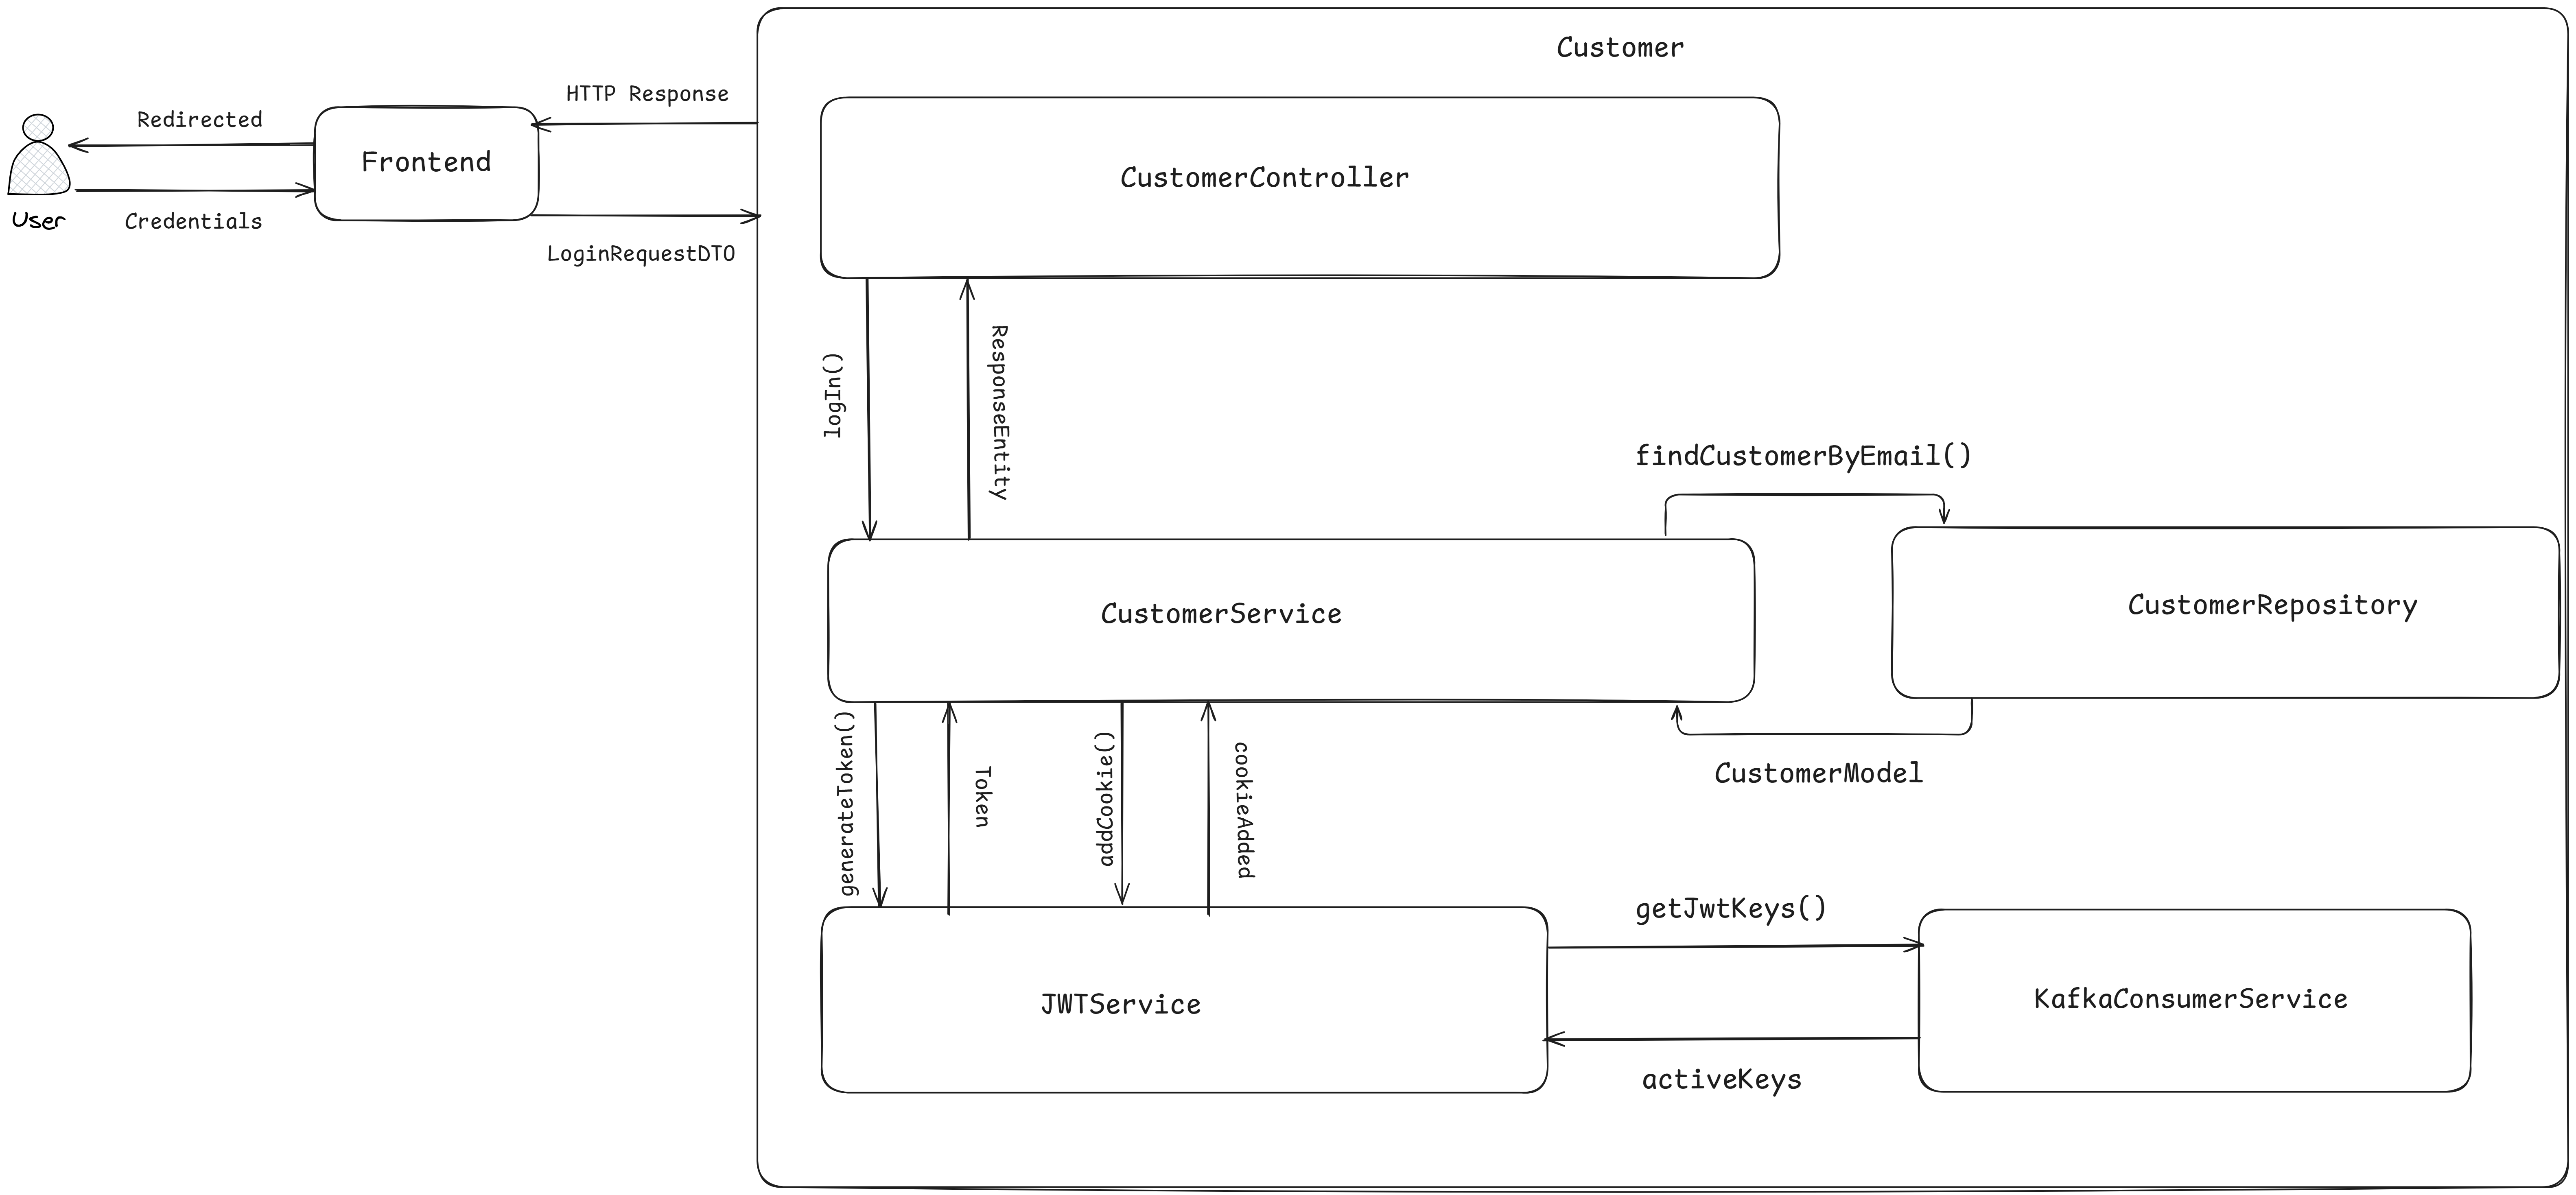 Customer
HTTP Response
Redirected
Frontend
CustomerController
User
Credentials
LoginRequestDTO
logIn()
ResponseEntity
findCustomerByEmail()
CustomerService
CustomerRepository
generateToken()
Token
addCookie()
cookieAdded
CustomerModel
getJwtKeys()
JWTService
KafkaConsumerService
activeKeys